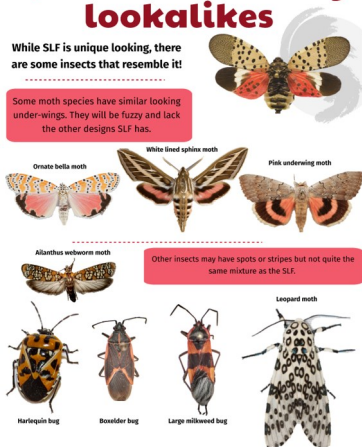 lookalikes
While SLF is unique looking, there
are some insects that resemble it!
Some moth species have similar looking
under-wings. They will be fuzzy and lack
the other designs SLF has.
White lined sphinx moth
Ornate bella moth
Pink underwing moth
Ailanthus webworm moth
Other insects may have spots or stripes but not quite the
same mixture as the SLF.
Leopard moth
Harlequin bug
Boxelder bug
Large milkweed bug